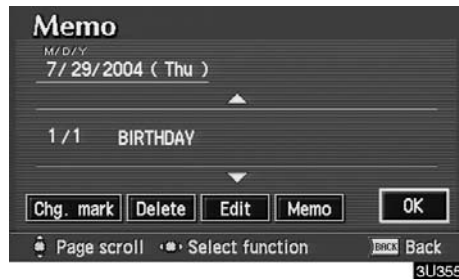 Memo
M/D/Y
7/29/2004 ( Thu )
1/1 BIRTHDAY
Chg. mark Delete Edit Memo OK
Page scroll Select function BACK Back
3U355